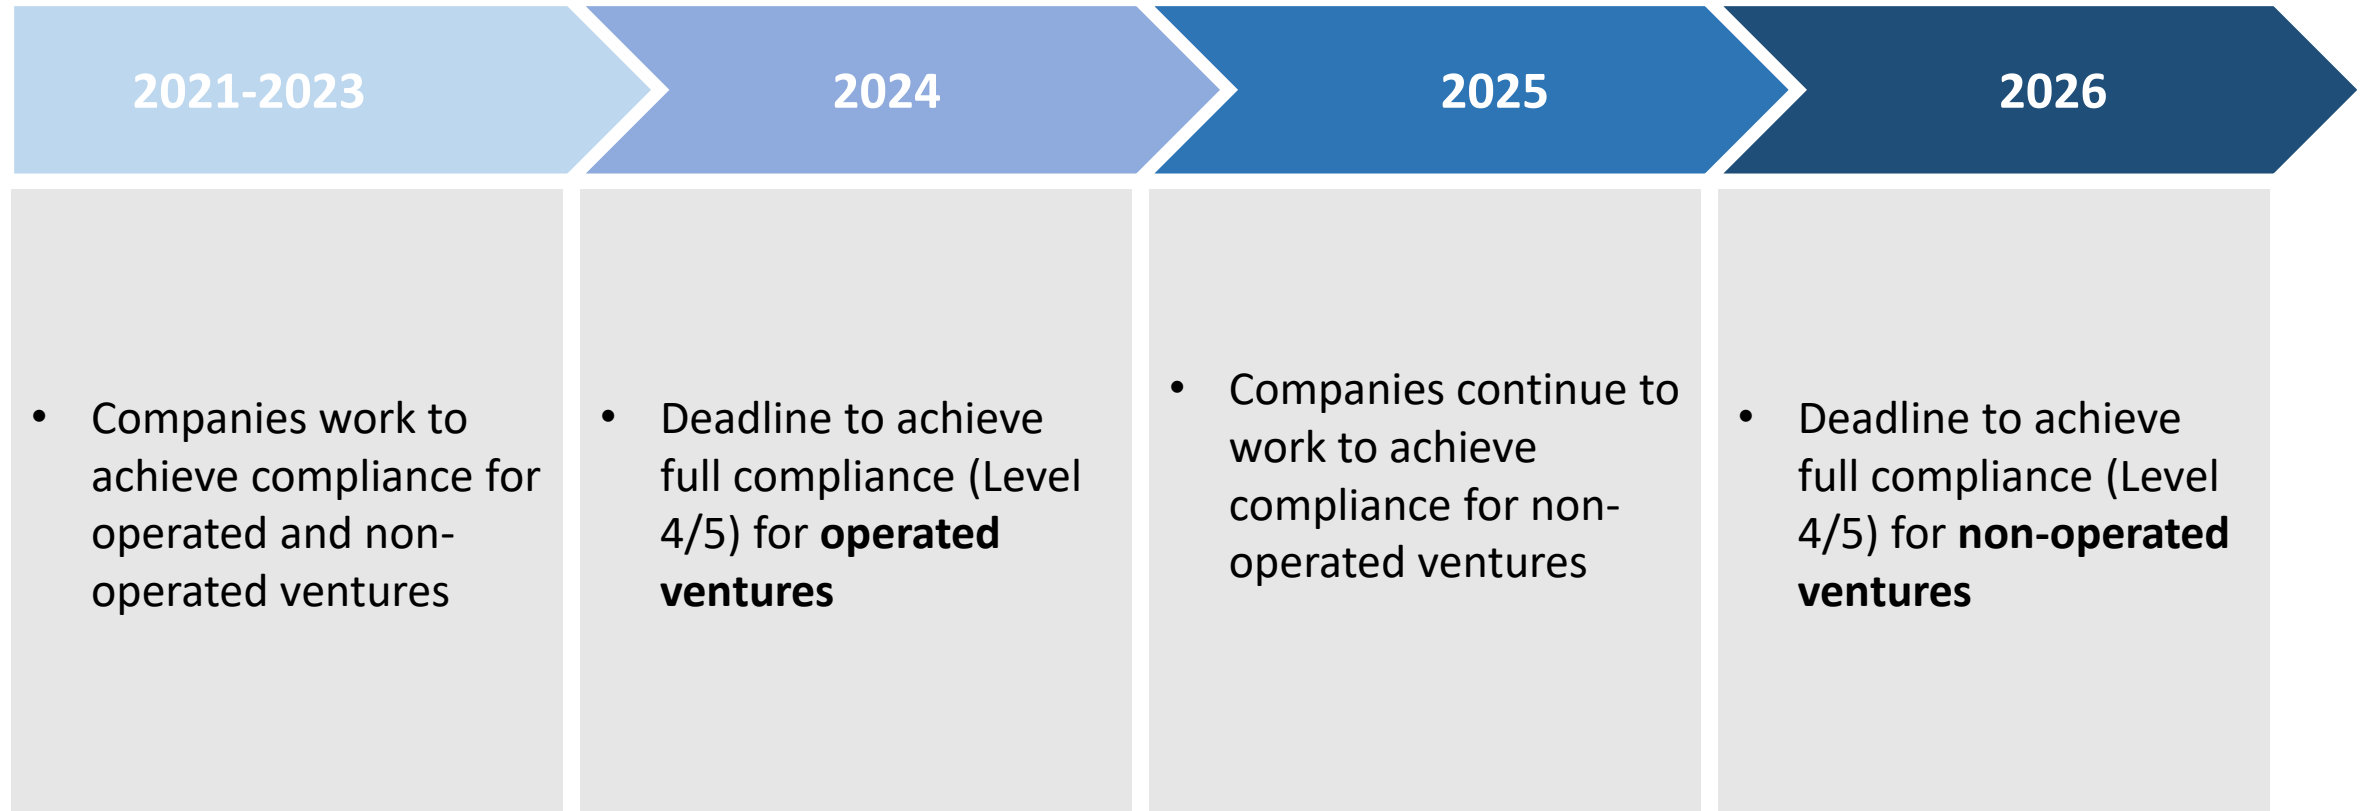 2021-2023
2024
2025
2026
• Companies work to
achieve compliance for
operated and non-
operated ventures
• Deadline to achieve
full compliance (Level
4/5) for operated
ventures
• Companies continue to
work to achieve
compliance for non-
operated ventures
• Deadline to achieve
full compliance (Level
4/5) for non-operated
ventures